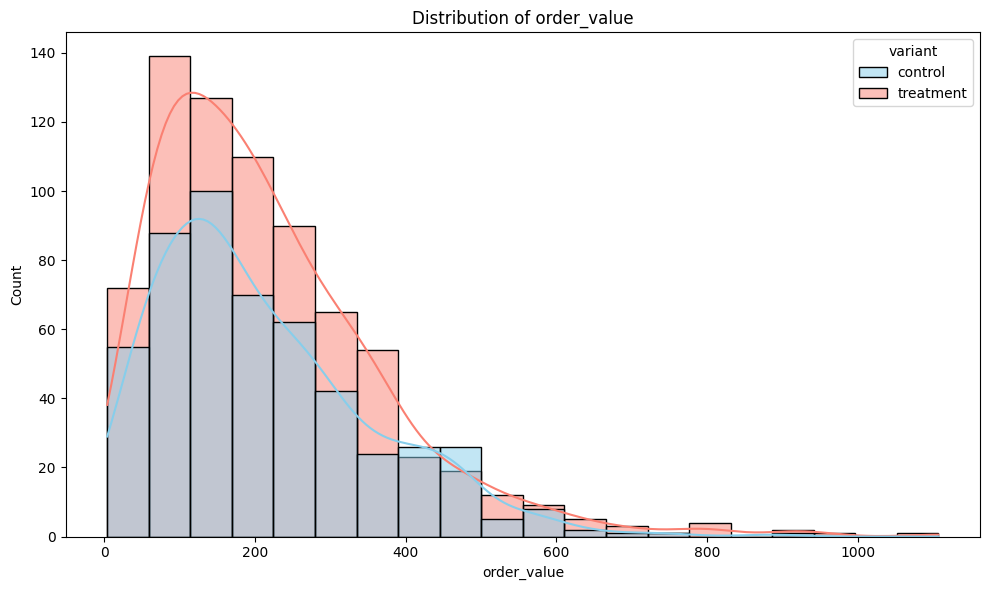 Distribution of order_value
variant
control
treatment
Count
140
120
100
80
60
40
20
0
0 200 400 600 800 1000
order_value